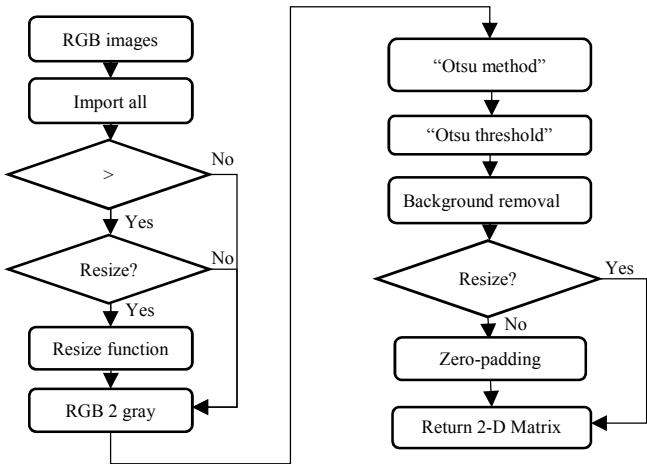 RGB images
Import all
>
No
Yes
Resize?
No
Yes
Resize function
RGB 2 gray
“Otsu method”
“Otsu threshold”
Background removal
Resize?
Yes
No
Zero-padding
Return 2-D Matrix